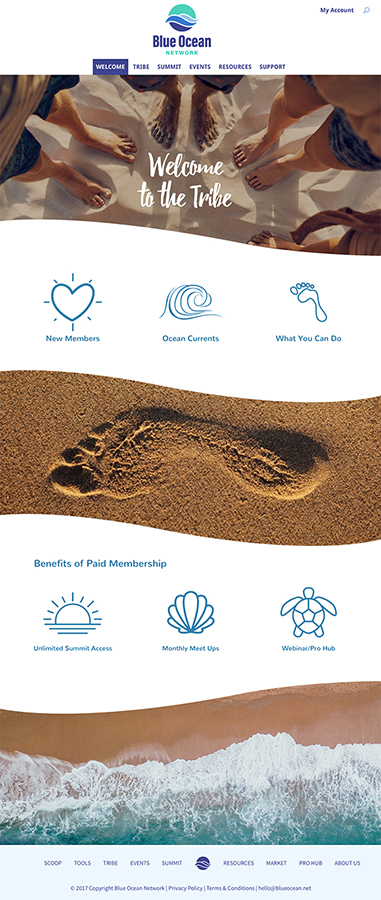 My Account
Blue Ocean
NETWORK
WELCOME TRIBE SUMMIT EVENTS RESOURCES SUPPORT
Welcome
to the Tribe
New Members Ocean Currents What You Can Do
Benefits of Paid Membership
Unlimited Summit Access Monthly Meet Ups Webinar/Pro Hub
SCOOP TOOLS TRIBE EVENTS SUMMIT RESOURCES MARKET PRO HUB ABOUT US
© 2017 Copyright Blue Ocean Network | Privacy Policy | Terms & Conditions | hello@blueocean.net